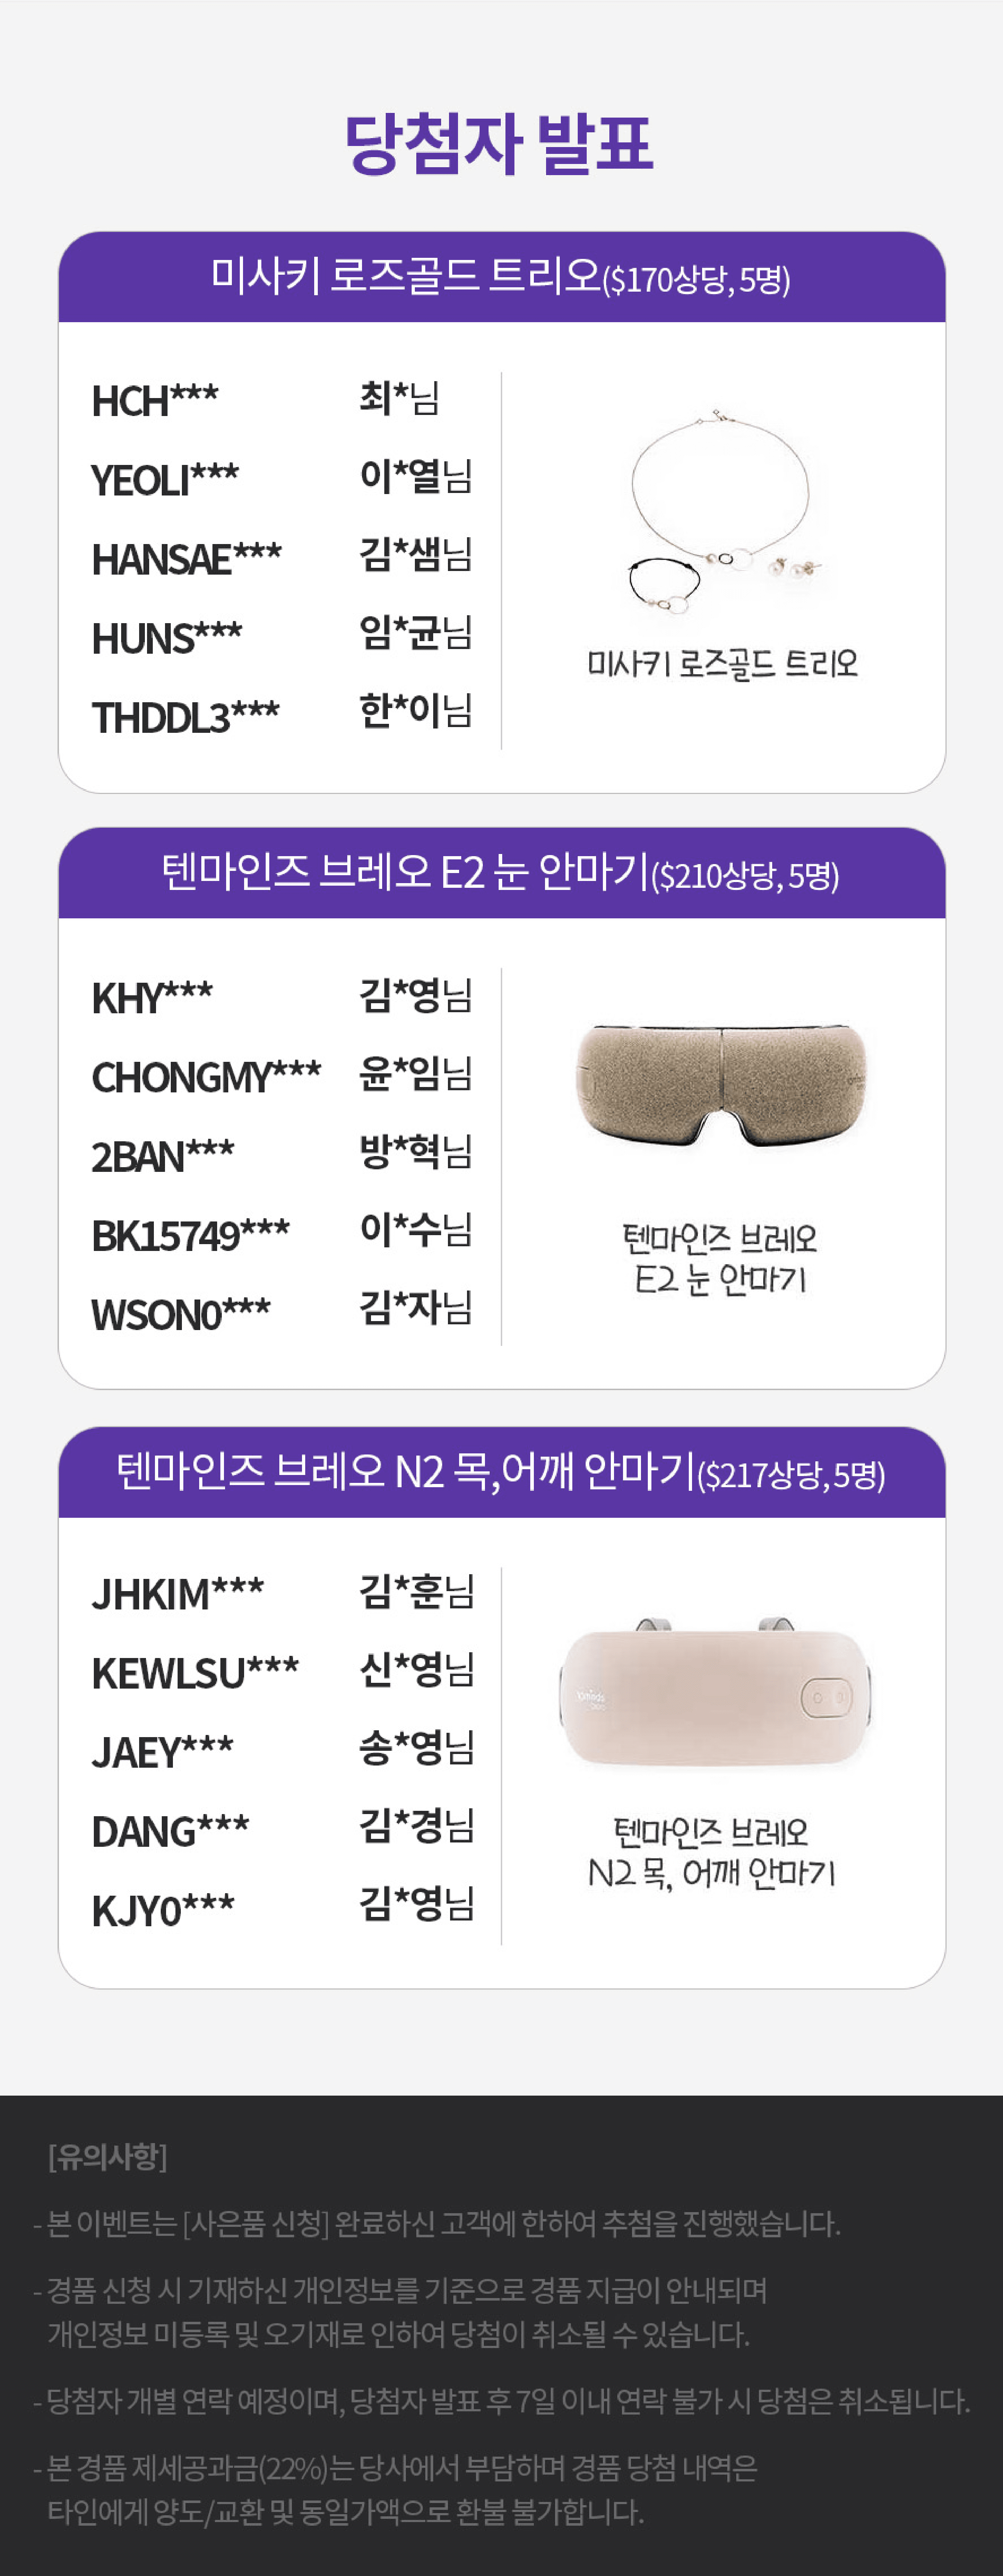 당첨자 발표
미사키 로즈골드 트리오($170상당, 5명)
HCH*** 최*님
YEOLI*** 이*열님
HANSAE*** 김*샘님
HUNS*** 임*균님
THDDL3*** 한*이님
미사키 로즈골드 트리오
텐마인즈 브레오 E2 눈 안마기($210상당, 5명)
KHY*** 김*영님
CHONGMY*** 윤*임님
2BAN*** 방*혁님
BK15749*** 이*수님
WSON0*** 김*자님
텐마인즈 브레오
E2 눈 안마기
텐마인즈 브레오 N2 목,어깨 안마기($217상당, 5명)
JHKIM*** 김*훈님
KEWLSU*** 신*영님
JAEY*** 송*영님
DANG*** 김*경님
KJY0*** 김*영님
10minds
텐마인즈 브레오
N2 목, 어깨 안마기
[유의사항]
- 본 이벤트는 [사은품 신청] 완료하신 고객에 한하여 추첨을 진행했습니다.
- 경품 신청 시 기재하신 개인정보를 기준으로 경품 지급이 안내되며
개인정보 미등록 및 오기재로 인하여 당첨이 취소될 수 있습니다.
- 당첨자 개별 연락 예정이며, 당첨자 발표 후 7일 이내 연락 불가 시 당첨은 취소됩니다.
- 본 경품 제세공과금(22%)는 당사에서 부담하며 경품 당첨 내역은
타인에게 양도/교환 및 동일가액으로 환불 불가합니다.